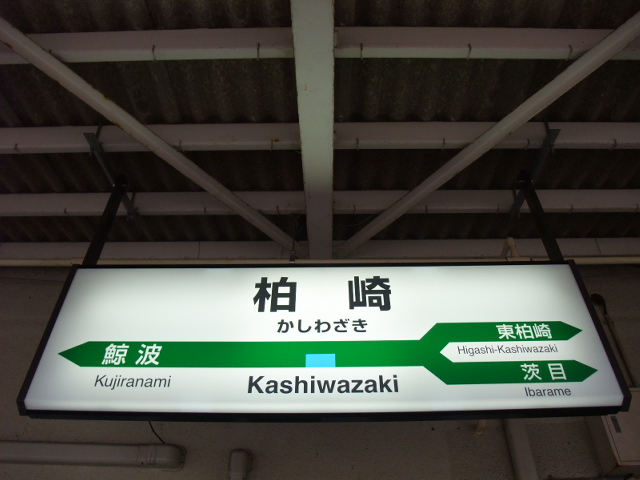 柏崎
かしわざき
鯨波
Kujiranami
Kashiwazaki
東柏崎
Higashi-Kashiwazaki
茨目
Ibarame